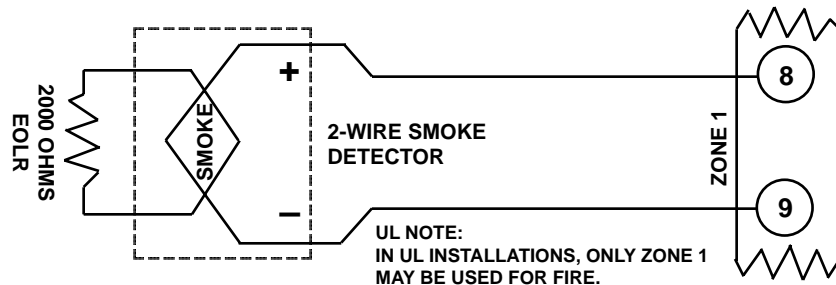 2000 OHMS
EOLR
SMOKE
+
–
2-WIRE SMOKE
DETECTOR
ZONE 1
8
9
UL NOTE:
IN UL INSTALLATIONS, ONLY ZONE 1
MAY BE USED FOR FIRE.